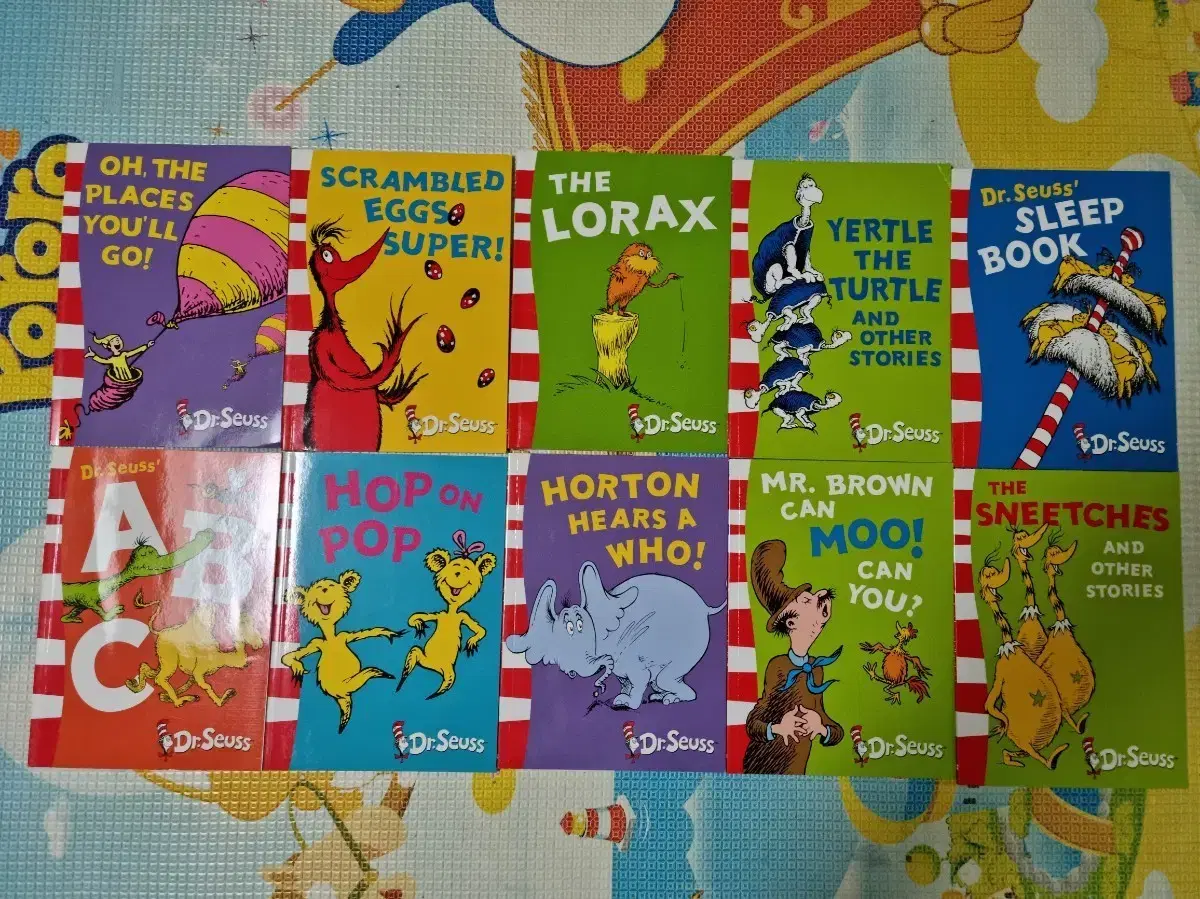 OH, THE
PLACES
YOU'LL
GO!
Dr. Seuss
SCRAMBLED
EGGS
SUPER!
Dr. Seuss
THE
LORAX
Dr. Seuss
YERTLE
THE
TURTLE
AND
OTHER
STORIES
Dr. Seuss
Dr. Seuss'
SLEEP
BOOK
Dr. Seuss
Dr. Seuss'
A
B
C
Dr. Seuss
HOP ON
POP
Dr. Seuss
HORTON
HEARS A
WHO!
Dr. Seuss
MR. BROWN
CAN
MOO!
CAN
YOU?
Dr. Seuss
THE
SNEETCHES
AND
OTHER
STORIES
Dr. Seuss